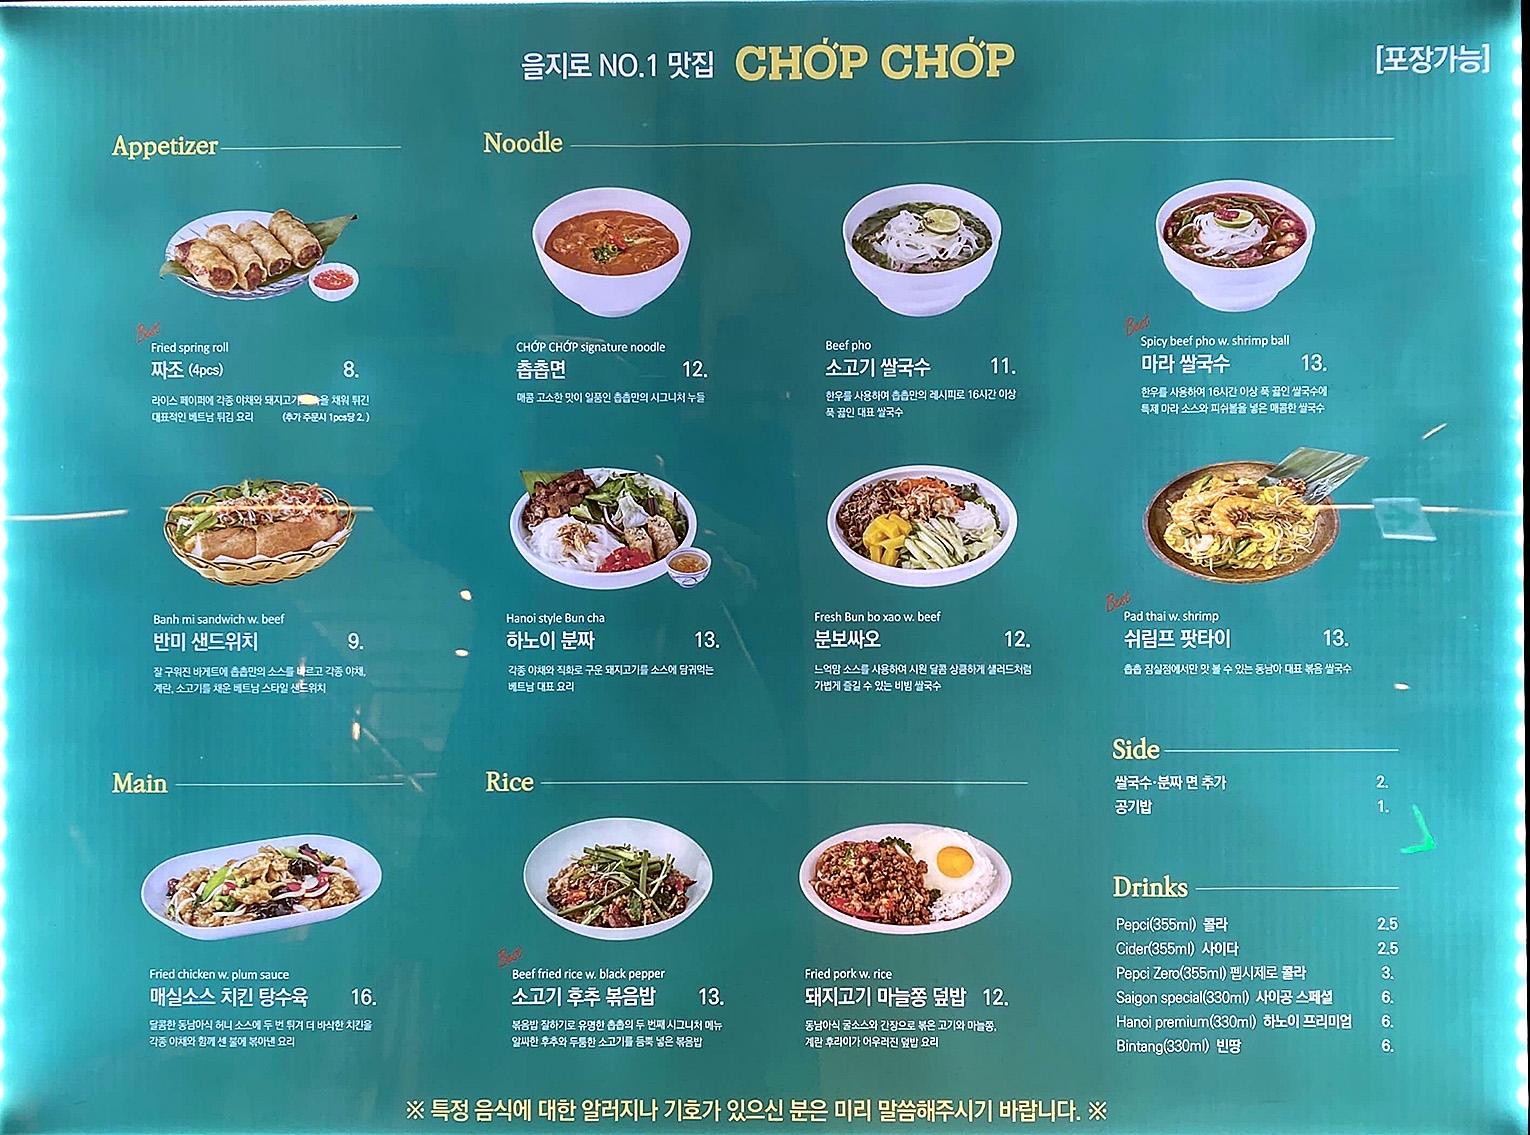 을지로 NO.1 맛집 CHỚP CHỚP
[포장가능]
Appetizer
Best
Fried spring roll
짜조 (4pcs) 8.
라이스 페이퍼에 각종 야채와 돼지고기 을 채워 튀긴
대표적인 베트남 튀김 요리 (추가 주문시 1pcs당 2.)
Banh mi sandwich w. beef
반미 샌드위치 9.
잘 구워진 바게트에 촙촙만의 소스를 바르고 각종 야채,
계란, 소고기를 채운 베트남 스타일 샌드위치
Noodle
CHỚP CHỚP signature noodle
촙촙면 12.
매콤 고소한 맛이 일품인 촙촙만의 시그니처 누들
Beef pho
소고기 쌀국수 11.
한우를 사용하여 촙촙만의 레시피로 16시간 이상
푹 끓인 대표 쌀국수
Best
Spicy beef pho w. shrimp ball
마라 쌀국수 13.
한우를 사용하여 16시간 이상 푹 끓인 쌀국수에
특제 마라 소스와 피쉬볼을 넣은 매콤한 쌀국수
Hanoi style Bun cha
하노이 분짜 13.
각종 야채와 직화로 구운 돼지고기를 소스에 담궈먹는
베트남 대표 요리
Fresh Bun bo xao w. beef
분보싸오 12.
느억맘 소스를 사용하여 시원 달콤 상큼하게 샐러드처럼
가볍게 즐길 수 있는 비빔 쌀국수
Best
Pad thai w. shrimp
쉬림프 팟타이 13.
촙촙 잠실점에서만 맛 볼 수 있는 동남아 대표 볶음 쌀국수
Main
Fried chicken w. plum sauce
매실소스 치킨 탕수육 16.
달콤한 동남아식 허니 소스에 두 번 튀겨 더 바삭한 치킨을
각종 야채와 함께 센 불에 볶아낸 요리
Rice
Best
Beef fried rice w. black pepper
소고기 후추 볶음밥 13.
볶음밥 잘하기로 유명한 촙촙의 두 번째 시그니처 메뉴
알싸한 후추와 두툼한 소고기를 듬뿍 넣은 볶음밥
Fried pork w. rice
돼지고기 마늘쫑 덮밥 12.
동남아식 굴소스와 간장으로 볶은 고기와 마늘쫑,
계란 후라이가 어우러진 덮밥 요리
Side
쌀국수·분짜 면 추가 2.
공기밥 1.
Drinks
Pepci(355ml) 콜라 2.5
Cider(355ml) 사이다 2.5
Pepci Zero(355ml) 펩시제로 콜라 3.
Saigon special(330ml) 사이공 스페셜 6.
Hanoi premium(330ml) 하노이 프리미엄 6.
Bintang(330ml) 빈땅 6.
※ 특정 음식에 대한 알러지나 기호가 있으신 분은 미리 말씀해주시기 바랍니다. ※